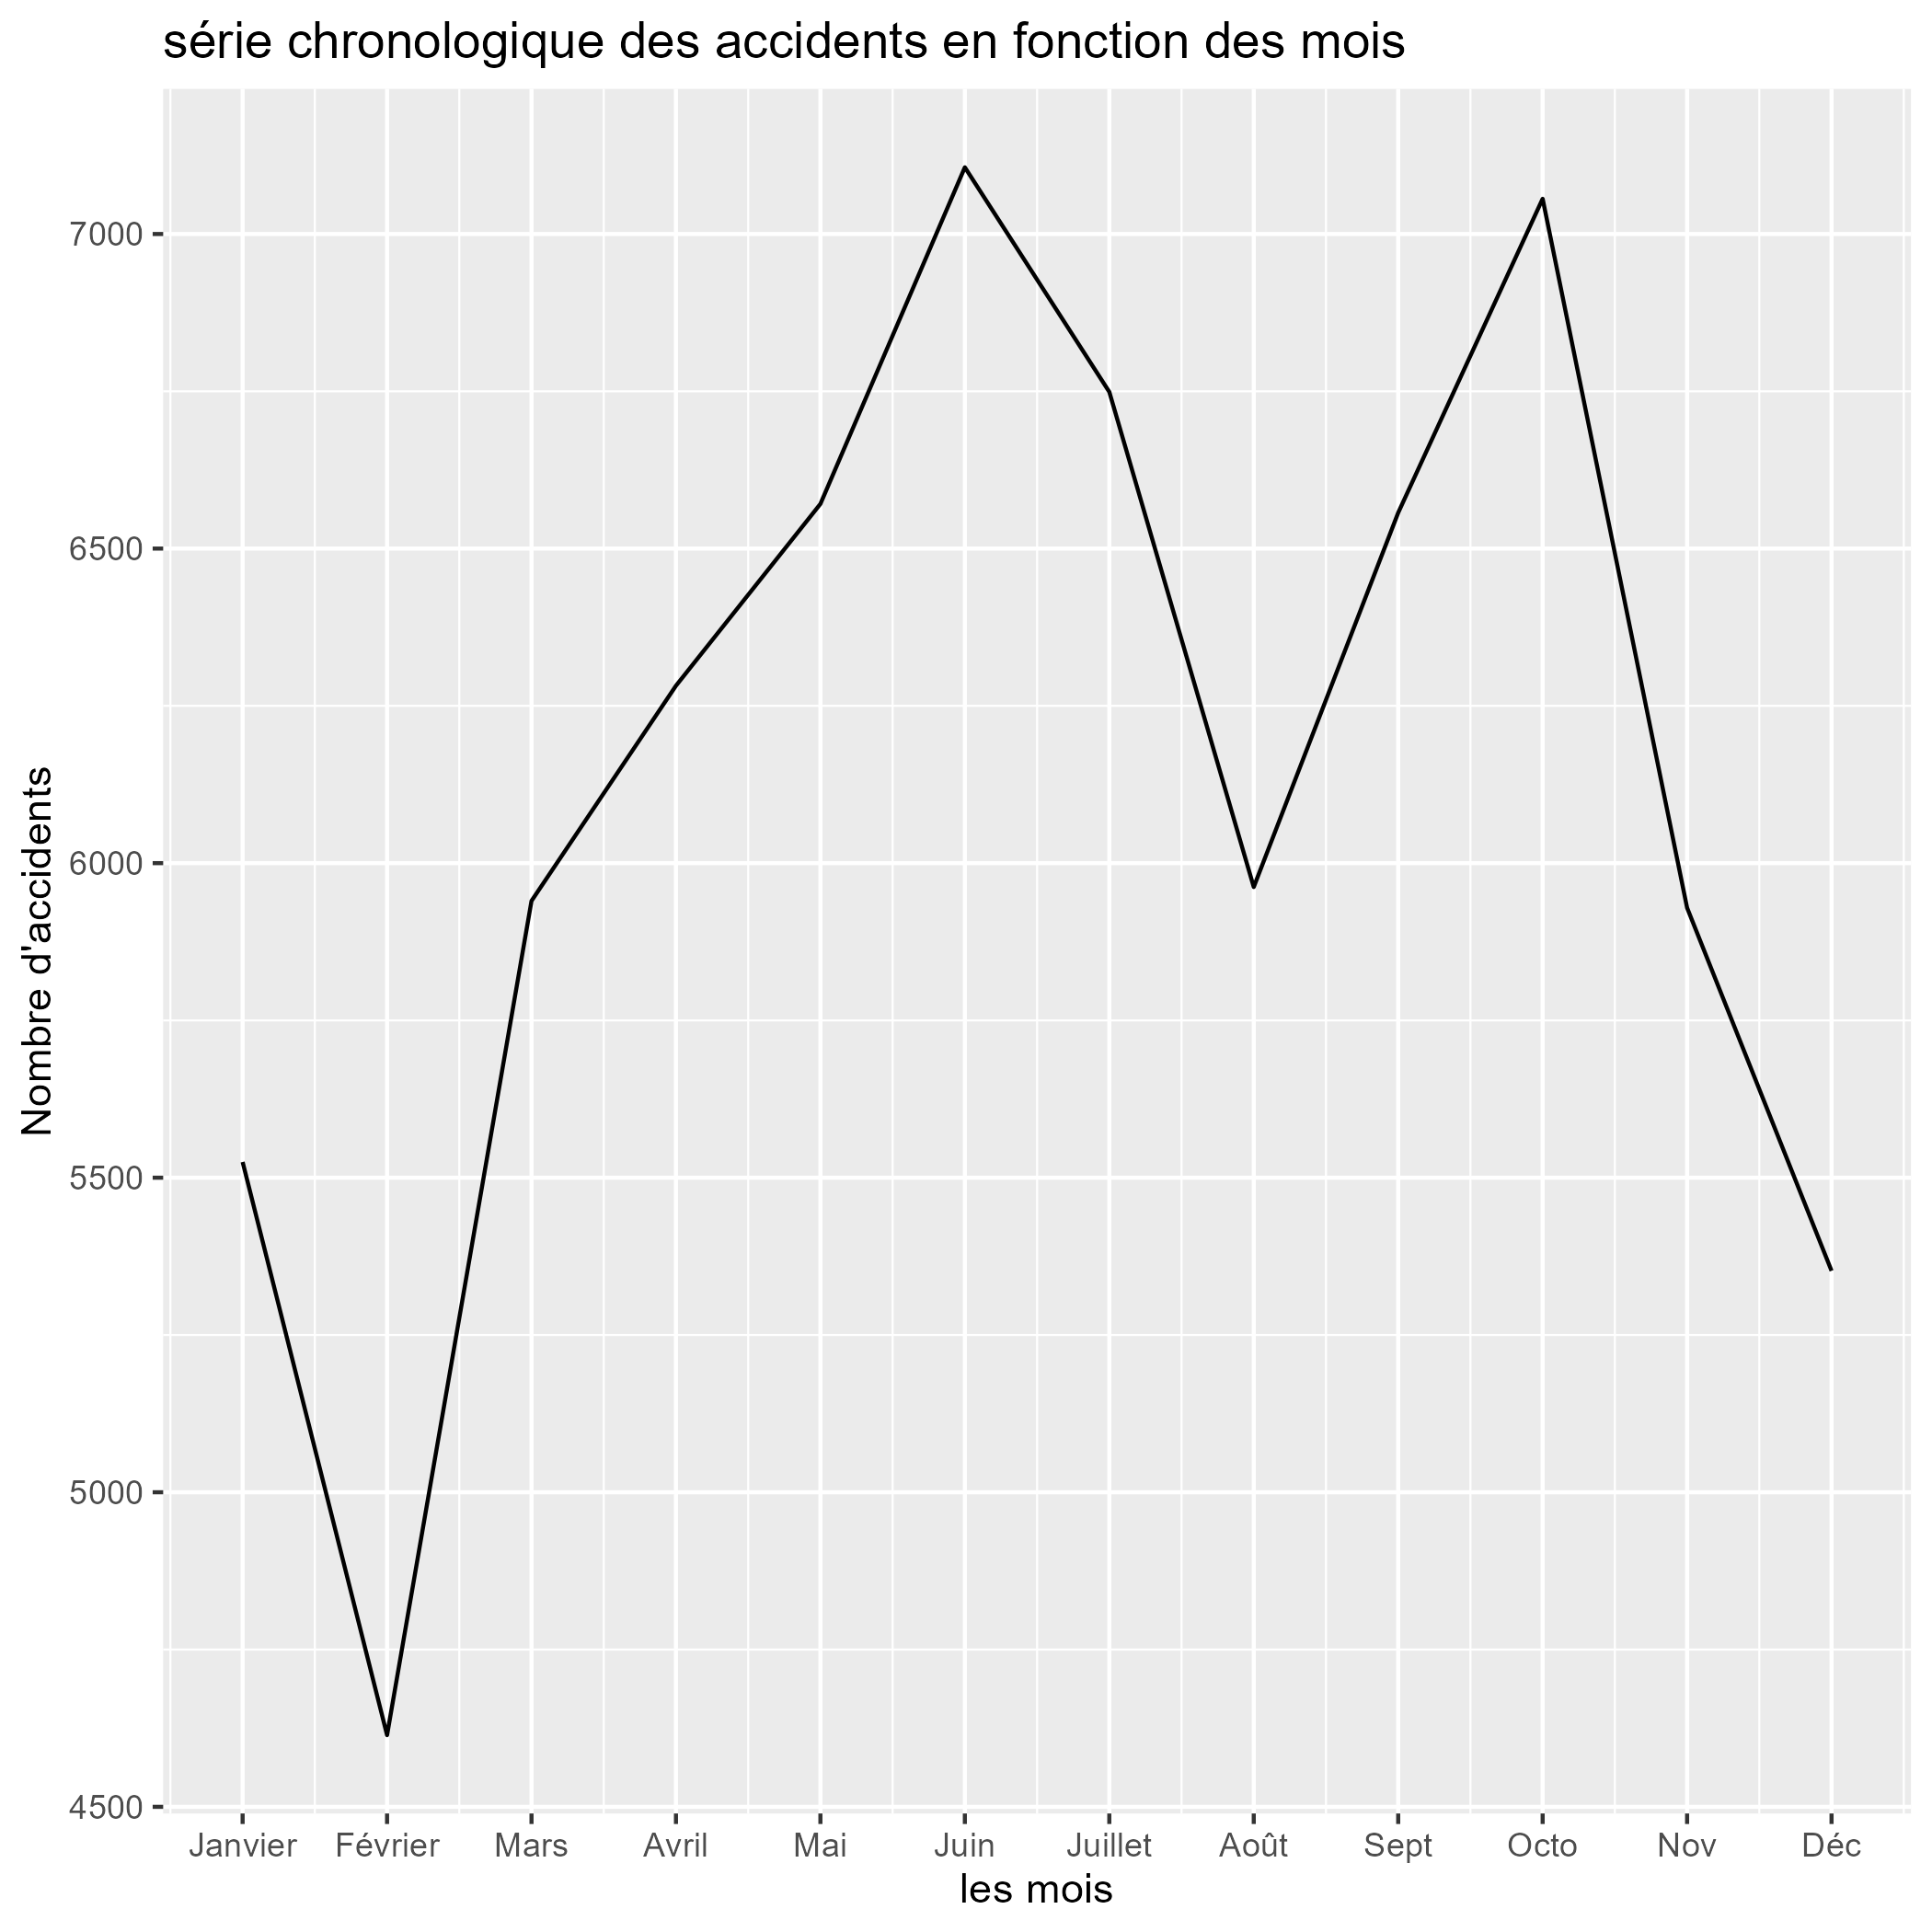 série chronologique des accidents en fonction des mois
Nombre d'accidents
7000
6500
6000
5500
5000
4500
Janvier Février Mars Avril Mai Juin Juillet Août Sept Octo Nov Déc
les mois